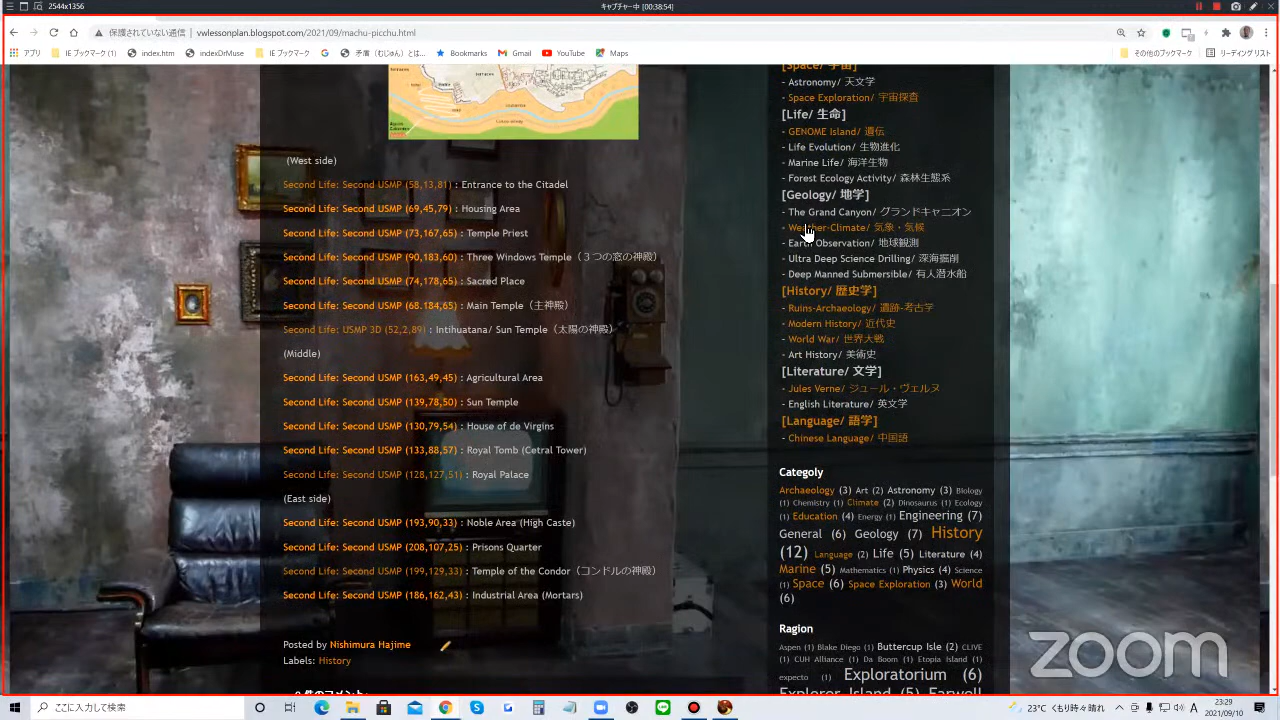 2544x1356
キャプチャー中 [00:38:54]
保護されていない通信 | vwlessonplan.blogspot.com/2021/09/machu-picchu.html
アプリ
IE ブックマーク (1)
index.htm
indexDrMuse
IE ブックマーク
矛盾 (むじゅん) とは...
Bookmarks
Gmail
YouTube
Maps
その他のブックマーク
リーディング リスト
(West side)
Second Life: Second USMP (58,13,81) : Entrance to the Citadel
Second Life: Second USMP (69,45,79) : Housing Area
Second Life: Second USMP (73,167,65) : Temple Priest
Second Life: Second USMP (90,183,60) : Three Windows Temple（３つの窓の神殿）
Second Life: Second USMP (74,178,65) : Sacred Place
Second Life: Second USMP (68.184,65) : Main Temple（主神殿）
Second Life: USMP 3D (52,2,89) : Intihuatana/ Sun Temple（太陽の神殿）
(Middle)
Second Life: Second USMP (163,49,45) : Agricultural Area
Second Life: Second USMP (139,78,50) : Sun Temple
Second Life: Second USMP (130,79,54) : House of de Virgins
Second Life: Second USMP (133,88,57) : Royal Tomb (Cetral Tower)
Second Life: Second USMP (128,127,51) : Royal Palace
(East side)
Second Life: Second USMP (193,90,33) : Noble Area (High Caste)
Second Life: Second USMP (208,107,25) : Prisons Quarter
Second Life: Second USMP (199,129,33) : Temple of the Condor（コンドルの神殿）
Second Life: Second USMP (186,162,43) : Industrial Area (Mortars)
Posted by Nishimura Hajime
Labels: History
[Space/ 宇宙]
- Astronomy/ 天文学
- Space Exploration/ 宇宙探査
[Life/ 生命]
- GENOME Island/ 遺伝
- Life Evolution/ 生物進化
- Marine Life/ 海洋生物
- Forest Ecology Activity/ 森林生態系
[Geology/ 地学]
- The Grand Canyon/ グランドキャニオン
- Weather-Climate/ 気象・気候
- Earth Observation/ 地球観測
- Ultra Deep Science Drilling/ 深海掘削
- Deep Manned Submersible/ 有人潜水船
[History/ 歴史学]
- Ruins-Archaeology/ 遺跡-考古学
- Modern History/ 近代史
- World War/ 世界大戦
- Art History/ 美術史
[Literature/ 文学]
- Jules Verne/ ジュール・ヴェルヌ
- English Literature/ 英文学
[Language/ 語学]
- Chinese Language/ 中国語
Categoly
Archaeology (3) Art (2) Astronomy (3) Biology
(1) Chemistry (1) Climate (2) Dinosaurus (1) Ecology
(1) Education (4) Energy (1) Engineering (7)
General (6) Geology (7) History
(12) Language (2) Life (5) Literature (4)
Marine (5) Mathematics (1) Physics (4) Science
(1) Space (6) Space Exploration (3) World
(6)
Ragion
Aspen (1) Blake Diego (1) Buttercup Isle (2) CLIVE
(1) CUH Alliance (1) Da Boom (1) Etopia Island (1)
expecto (1) Exploratorium (6)
Explorer Island (5) Farwell
zoom
ここに入力して検索
23°C くもり時々晴れ
A
23:29
2021/09/10